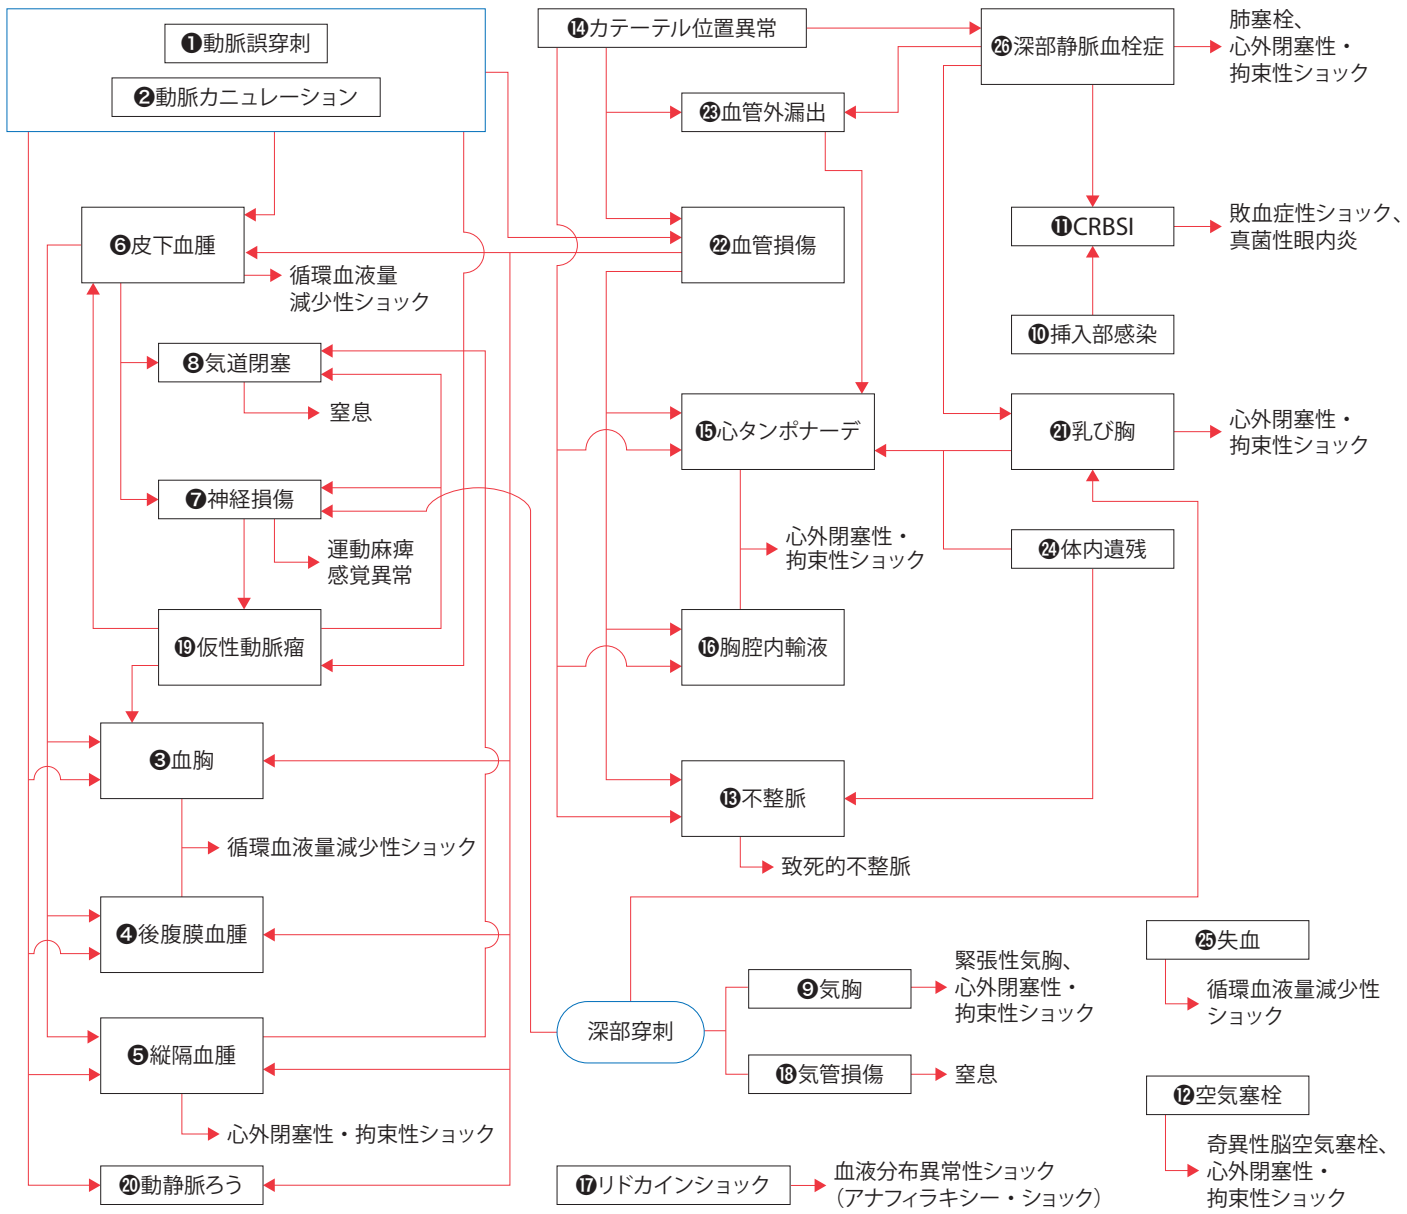 ❶動脈誤穿刺
❷動脈カニュレーション
❻皮下血腫
循環血液量
減少性ショック
❽気道閉塞
窒息
❼神経損傷
運動麻痺
感覚異常
⓳仮性動脈瘤
❸血胸
循環血液量減少性ショック
❹後腹膜血腫
❺縦隔血腫
心外閉塞性・拘束性ショック
⓴動静脈ろう
⓮カテーテル位置異常
㉓血管外漏出
㉒血管損傷
⓯心タンポナーデ
心外閉塞性・
拘束性ショック
⓰胸腔内輸液
⓭不整脈
致死的不整脈
㉖深部静脈血栓症
肺塞栓、
心外閉塞性・
拘束性ショック
⓫CRBSI
敗血症性ショック、
真菌性眼内炎
❿挿入部感染
㉑乳び胸
心外閉塞性・
拘束性ショック
㉔体内遺残
深部穿刺
❾気胸
緊張性気胸、
心外閉塞性・
拘束性ショック
⓲気管損傷
窒息
⓱リドカインショック
血液分布異常性ショック
（アナフィラキシー・ショック）
㉕失血
循環血液量減少性
ショック
⓬空気塞栓
奇異性脳空気塞栓、
心外閉塞性・
拘束性ショック